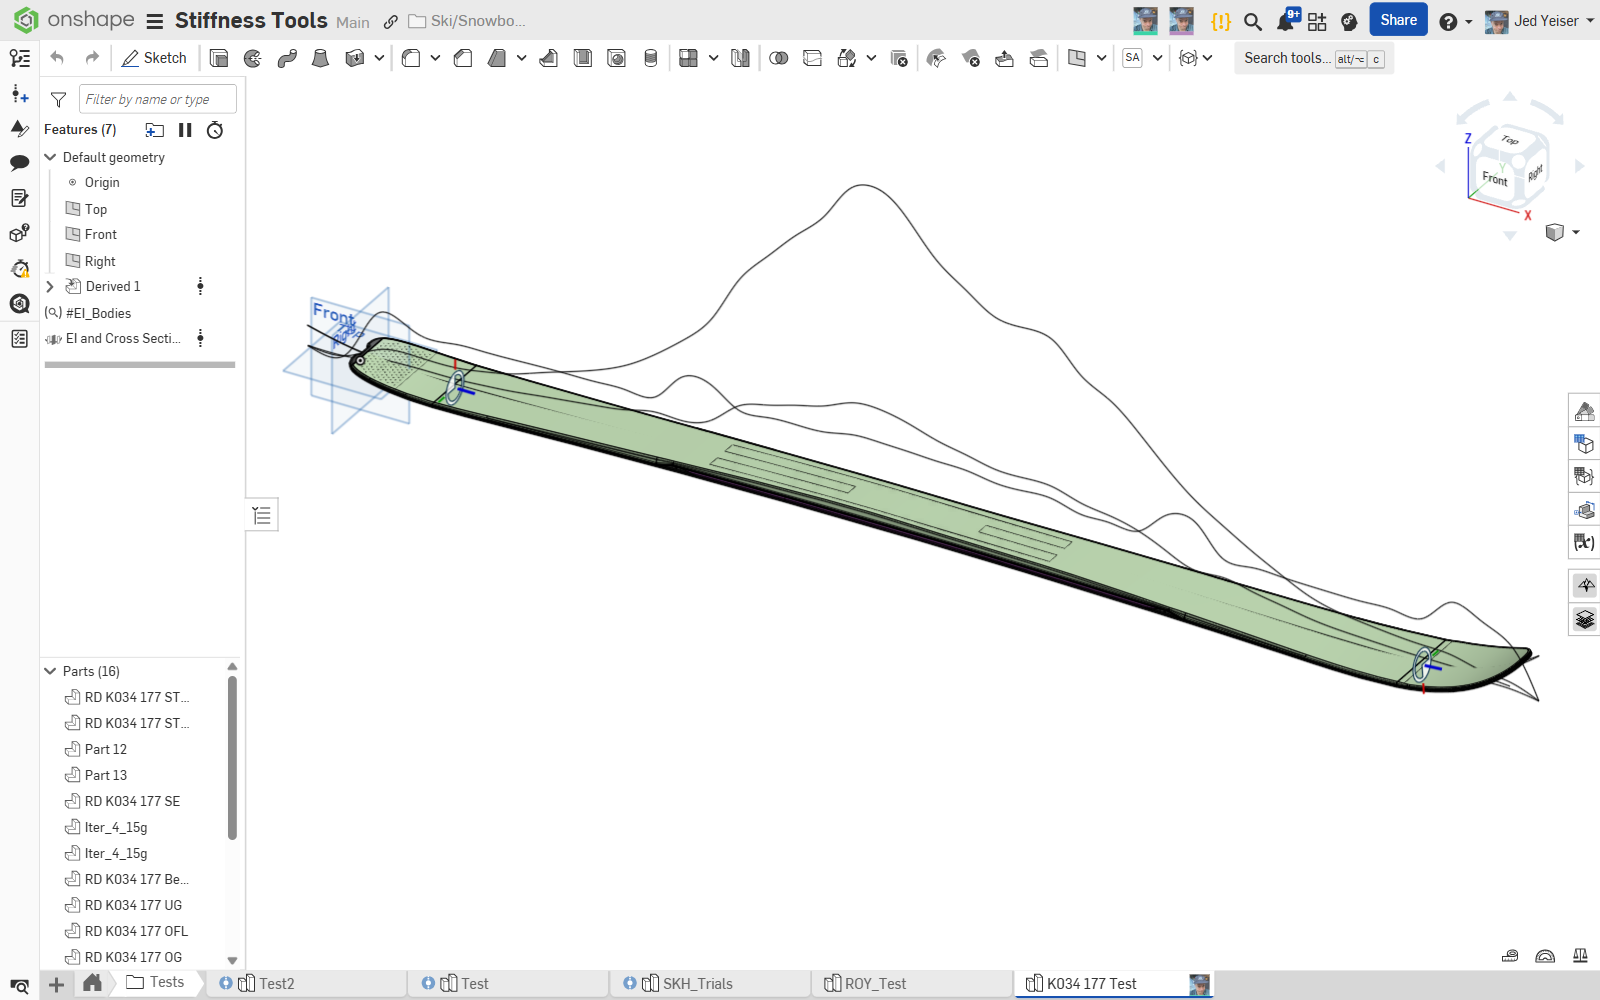 onshape
Stiffness Tools Main Ski/Snowbo...
9+
Share
Jed Yeiser
Sketch
SA
Search tools... alt/⌥ c
Filter by name or type
Features (7)
Default geometry
Origin
Top
Front
Right
Derived 1
#EI_Bodies
EI and Cross Secti...
Front
Z
Top
Y
Front
Right
X
(x)
Parts (16)
RD K034 177 ST...
RD K034 177 ST...
Part 12
Part 13
RD K034 177 SE
Iter_4_15g
Iter_4_15g
RD K034 177 Be...
RD K034 177 UG
RD K034 177 OFL
RD K034 177 OG
Tests
Test2
Test
SKH_Trials
ROY_Test
K034 177 Test